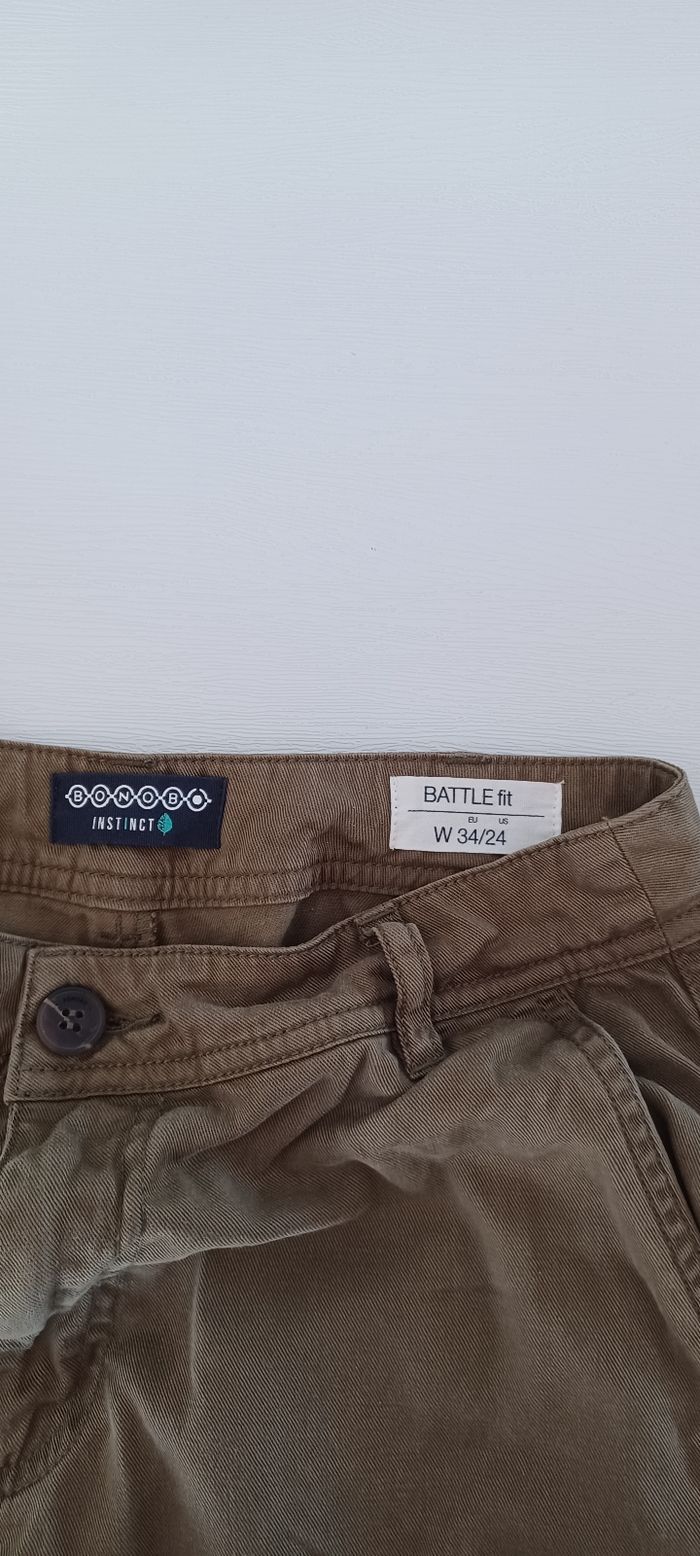 BONOBO
INSTINCT
BATTLE fit
EU US
W 34/24